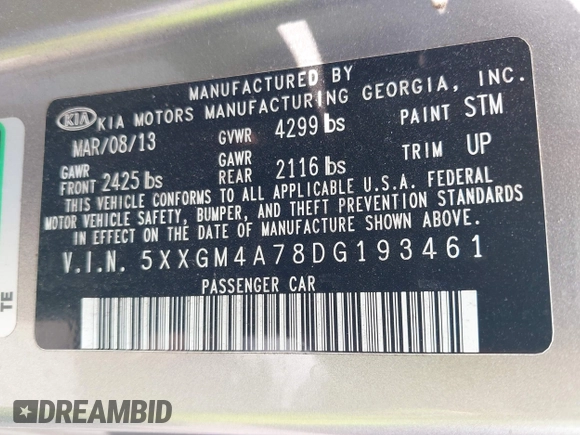 MANUFACTURED BY
KIA KIA MOTORS MANUFACTURING GEORGIA, INC.
MAR/08/13 GVWR 4299 lbs PAINT STM
GAWR FRONT 2425 lbs GAWR REAR 2116 lbs TRIM UP
THIS VEHICLE CONFORMS TO ALL APPLICABLE U.S.A. FEDERAL
MOTOR VEHICLE SAFETY, BUMPER, AND THEFT PREVENTION STANDARDS
IN EFFECT ON THE DATE OF MANUFACTURE SHOWN ABOVE.
V.I.N. 5XXGM4A78DG193461
PASSENGER CAR
TE
DREAMBID